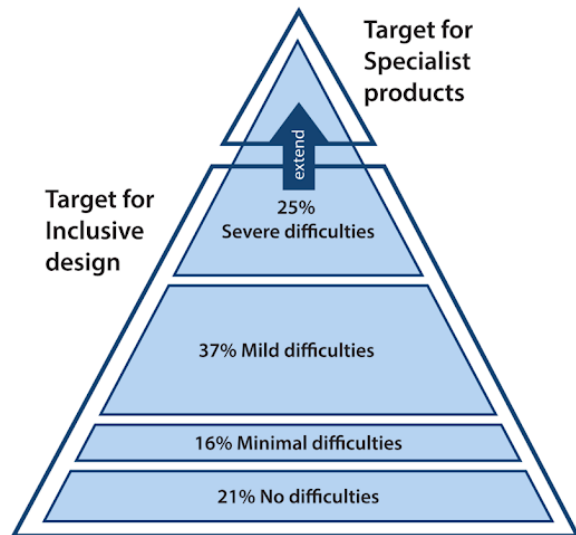 Target for
Specialist
products
extend
Target for
Inclusive
design
25%
Severe difficulties
37% Mild difficulties
16% Minimal difficulties
21% No difficulties